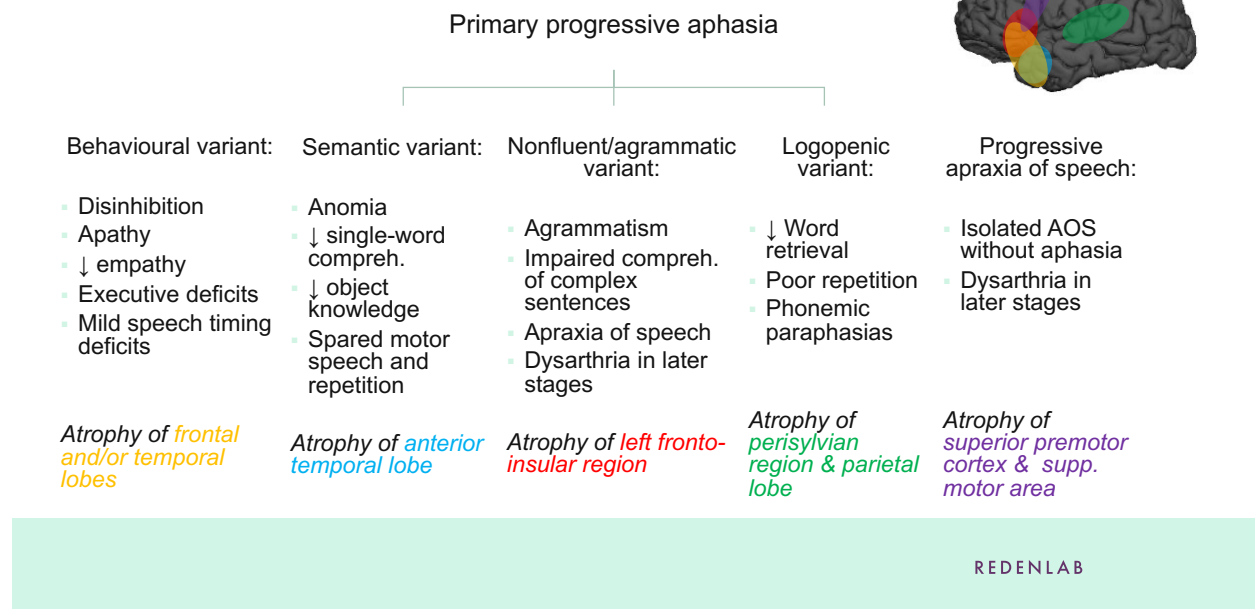 Primary progressive aphasia
Behavioural variant:
Disinhibition
Apathy
↓ empathy
Executive deficits
Mild speech timing
deficits
Atrophy of frontal
and/or temporal
lobes
Semantic variant:
Anomia
↓ single-word
compreh.
↓ object
knowledge
Spared motor
speech and
repetition
Atrophy of anterior
temporal lobe
Nonfluent/agrammatic
variant:
Agrammatism
Impaired compreh.
of complex
sentences
Apraxia of speech
Dysarthria in later
stages
Atrophy of left fronto-
insular region
Logopenic
variant:
↓ Word
retrieval
Poor repetition
Phonemic
paraphasias
Atrophy of
perisylvian
region & parietal
lobe
Progressive
apraxia of speech:
Isolated AOS
without aphasia
Dysarthria in
later stages
Atrophy of
superior premotor
cortex & supp.
motor area
REDENLAB